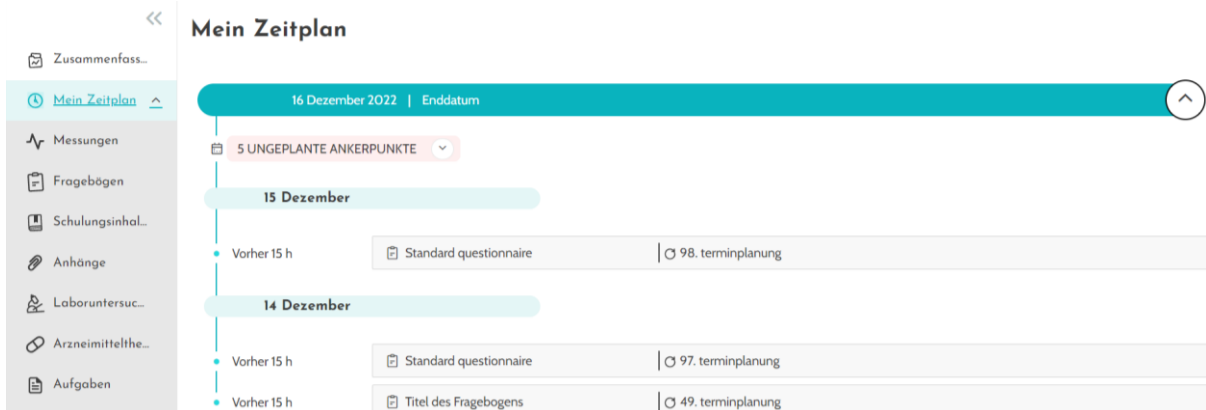 Mein Zeitplan
Zusammenfass...
Mein Zeitplan
Messungen
Fragebögen
Schulungsinhal...
Anhänge
Laboruntersuc...
Arzneimittelthe...
Aufgaben
16 Dezember 2022 | Enddatum
5 UNGEPLANTE ANKERPUNKTE
15 Dezember
Vorher 15 h Standard questionnaire 98. terminplanung
14 Dezember
Vorher 15 h Standard questionnaire 97. terminplanung
Vorher 15 h Titel des Fragebogens 49. terminplanung